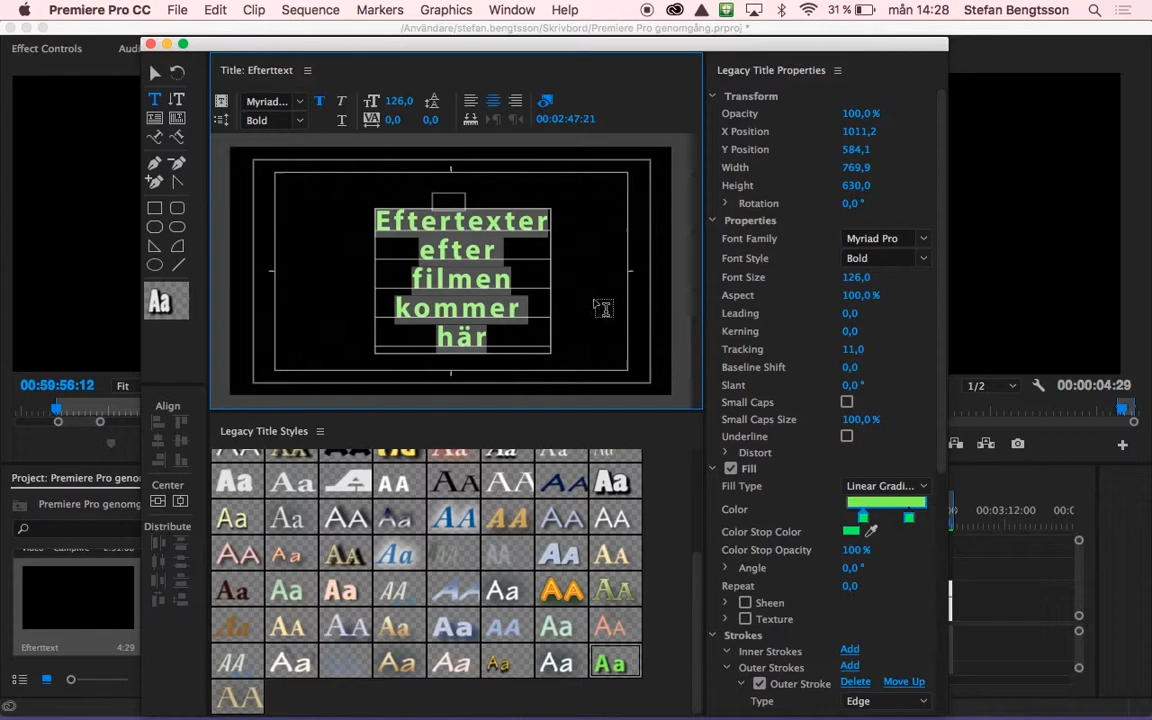 Premiere Pro CC File Edit Clip Sequence Markers Graphics Window Help 31 % mån 14:28 Stefan Bengtsson
/Användare/stefan.bengtsson/Skrivbord/Premiere Pro genomgång.prproj *
Effect Controls
Title: Efterttext
Legacy Title Properties
Myriad... T T 126,0
Bold T VA 0,0 0,0 00:02:47:21
Eftertexter
efter
filmen
kommer
här
00:59:56:12 Fit
Align
Center
Distribute
Legacy Title Styles
Transform
Opacity 100,0 %
X Position 1011,2
Y Position 584,1
Width 769,9
Height 630,0
Rotation 0,0 °
Properties
Font Family Myriad Pro
Font Style Bold
Font Size 126,0
Aspect 100,0 %
Leading 0,0
Kerning 0,0
Tracking 11,0
Baseline Shift 0,0
Slant 0,0 °
Small Caps
Small Caps Size 100,0 %
Underline
Distort
Fill
Fill Type Linear Gradi...
Color
Color Stop Color
Color Stop Opacity 100 %
Angle 0,0 °
Repeat 0,0
Sheen
Texture
Strokes
Inner Strokes Add
Outer Strokes Add
Outer Stroke Delete Move Up
Type Edge
1/2 00:00:04:29
00:03:12:00
Project: Premiere Pro geno
Premiere Pro genom
Efterttext 4:29